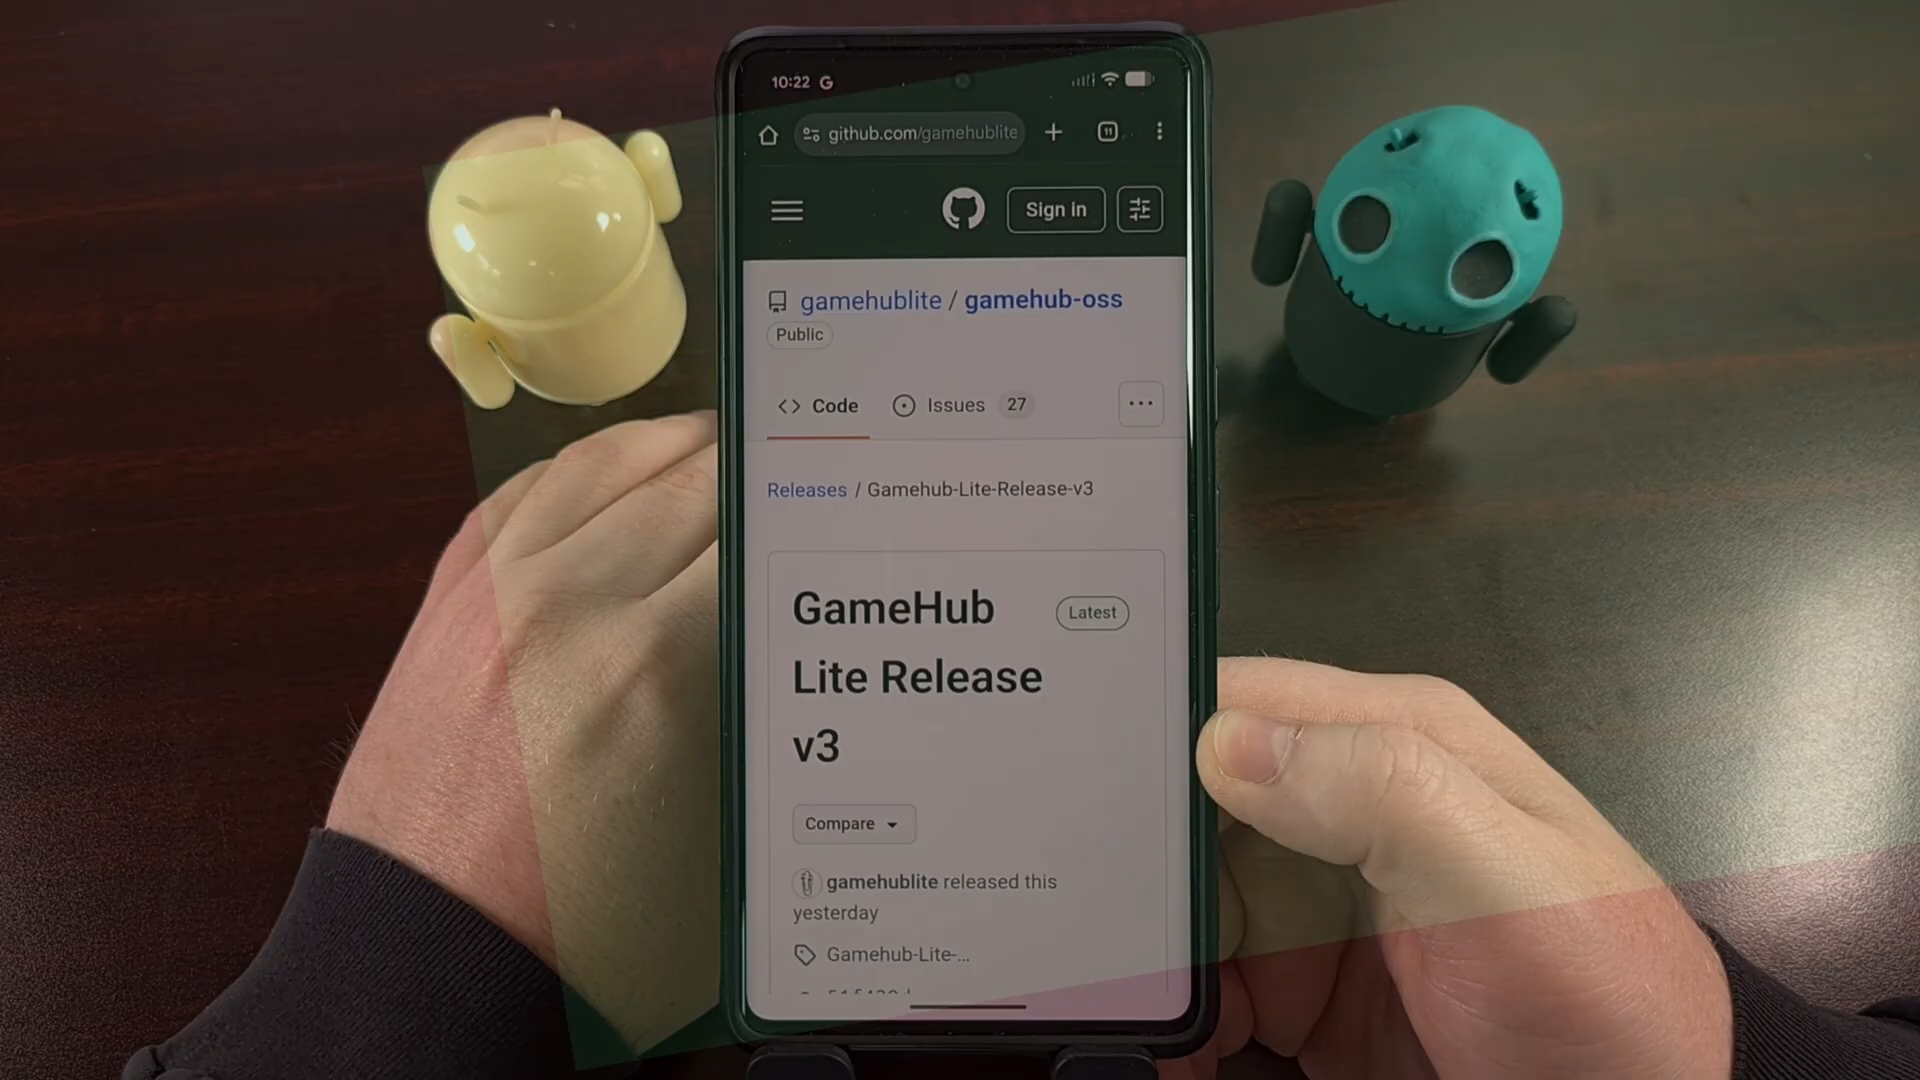 10:22 G
github.com/gamehublite
11
Sign in
gamehublite / gamehub-oss
Public
Code
Issues 27
Releases / Gamehub-Lite-Release-v3
GameHub
Latest
Lite Release
v3
Compare
gamehublite released this
yesterday
Gamehub-Lite-...